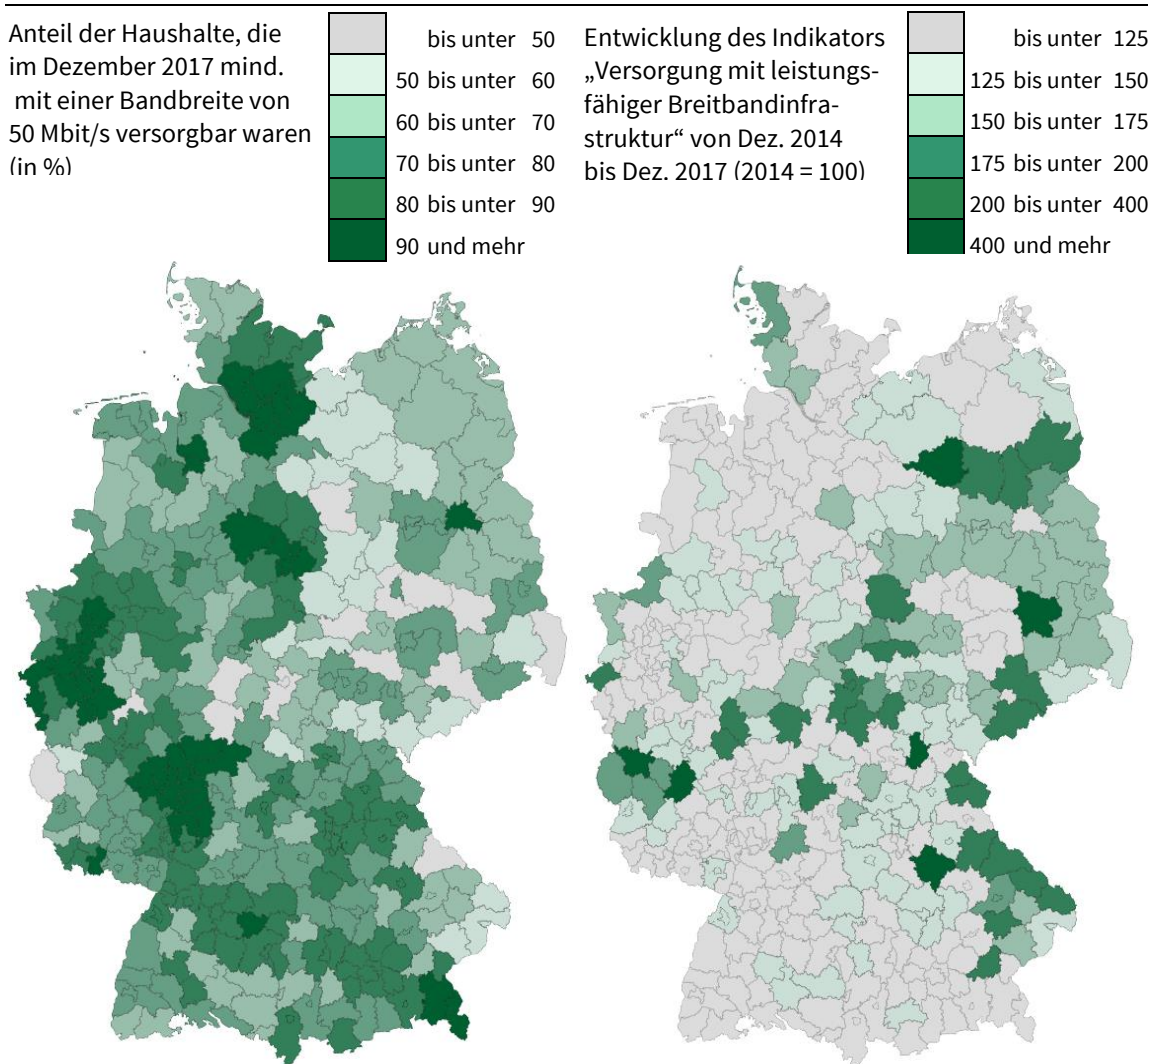 Anteil der Haushalte, die
im Dezember 2017 mind.
mit einer Bandbreite von
50 Mbit/s versorgbar waren
(in %)
bis unter 50
50 bis unter 60
60 bis unter 70
70 bis unter 80
80 bis unter 90
90 und mehr
Entwicklung des Indikators
„Versorgung mit leistungs-
fähiger Breitbandinfra-
struktur“ von Dez. 2014
bis Dez. 2017 (2014 = 100)
bis unter 125
125 bis unter 150
150 bis unter 175
175 bis unter 200
200 bis unter 400
400 und mehr